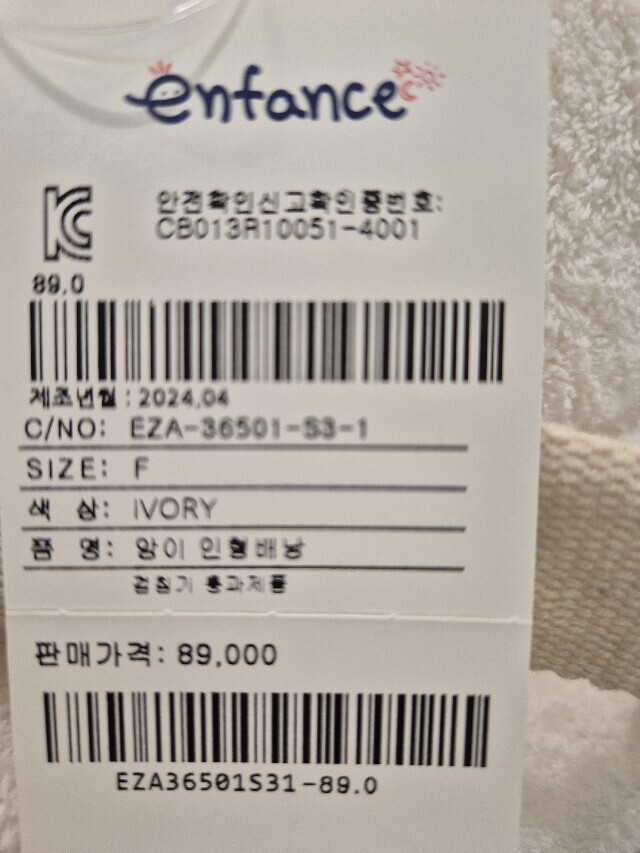 enfance
안전확인신고확인증번호:
CB013R10051-4001
89.0
제조년월 : 2024.04
C/NO: EZA-36501-S3-1
SIZE: F
색 상: IVORY
품 명: 양이 인형배낭
검침기 통과제품
판매가격: 89,000
EZA36501S31-89.0